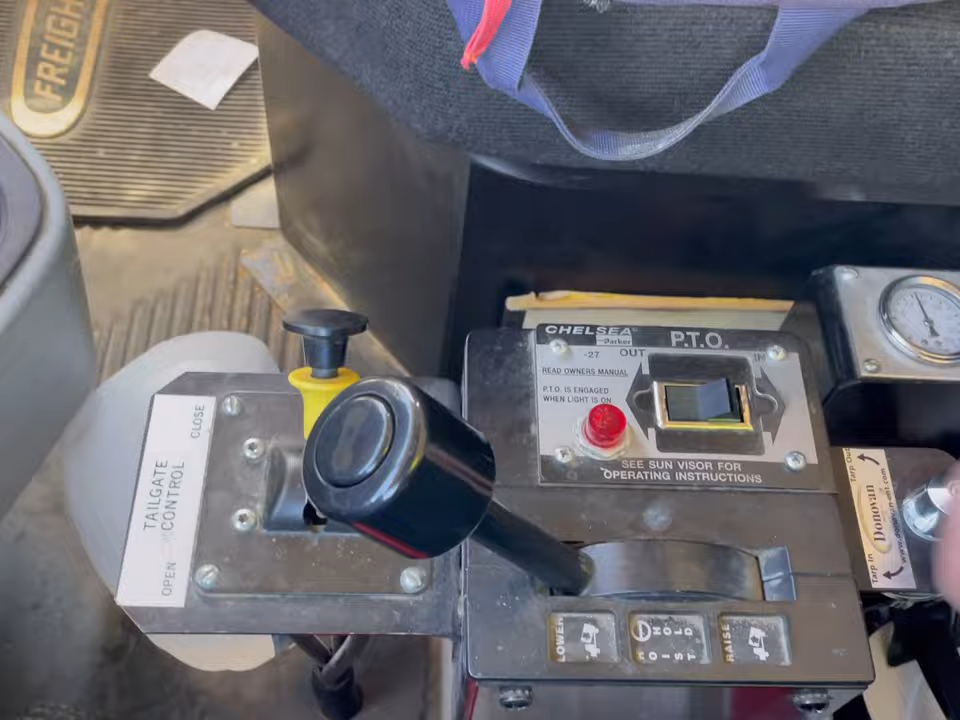 FREIGH
CHELSEA®
Parker
P.T.O.
-27
OUT
IN
READ OWNERS MANUAL
P.T.O. IS ENGAGED
WHEN LIGHT IS ON
SEE SUN VISOR FOR
OPERATING INSTRUCTIONS
TAILGATE
CONTROL
OPEN
CLOSE
Tarp Out
Donovan
Tarp In
LOWER
HOLD
HOIST
RAISE